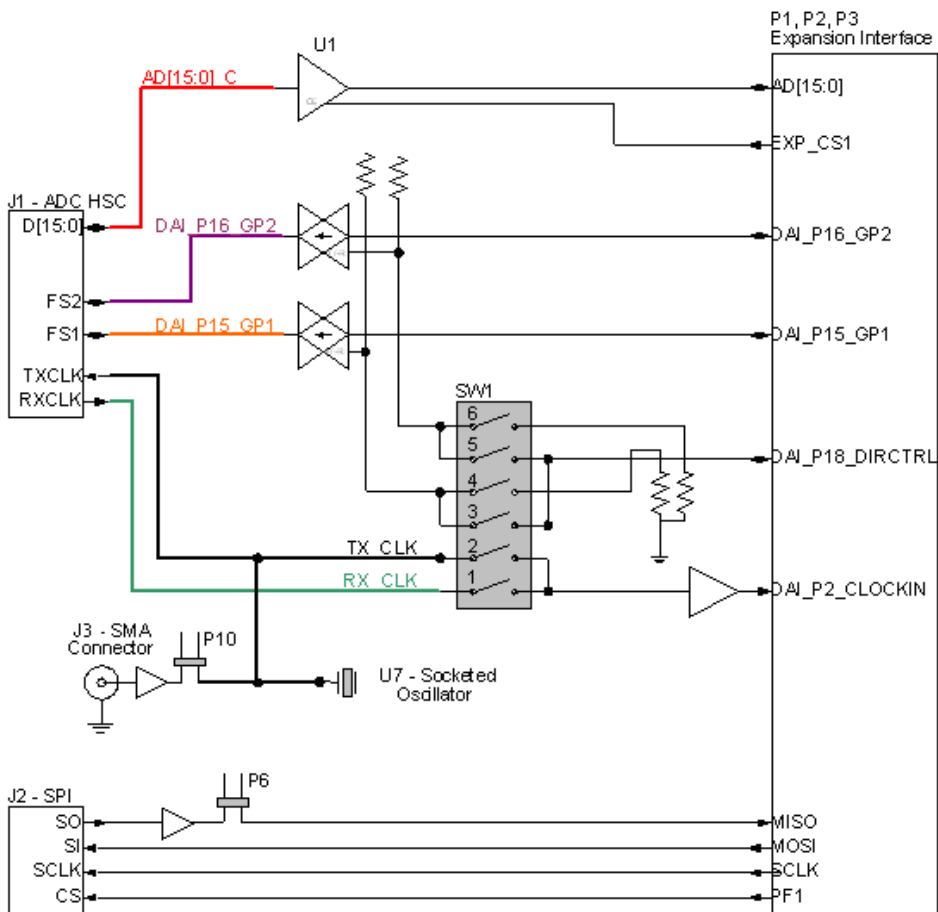 P1, P2, P3
Expansion Interface
U1
AD[15:0]_C
AD[15:0]
EXP_CS1
J1 - ADC HSC
D[15:0]
DAI_P16_GP2
DAI_P16_GP2
FS2
FS1
DAI_P15_GP1
DAI_P15_GP1
TXCLK
RXCLK
SW1
6
5
DAI_P18_DIRCTRL
4
3
TX_CLK
2
RX_CLK
1
DAI_P2_CLOCKIN
J3 - SMA
Connector
P10
U7 - Socketed
Oscillator
J2 - SPI
P6
SO
MISO
SI
MOSI
SCLK
SCLK
CS
PF1